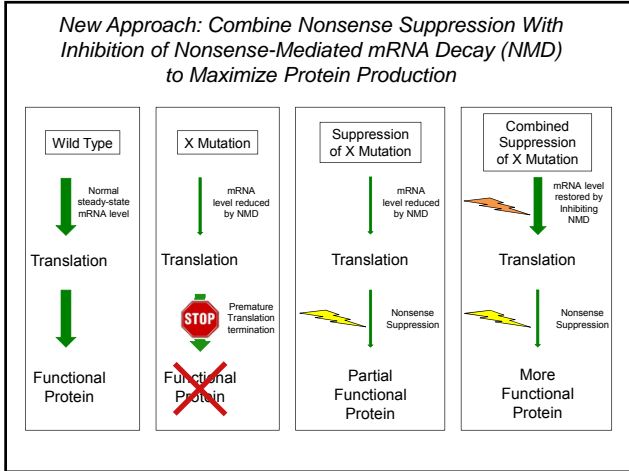 New Approach: Combine Nonsense Suppression With
Inhibition of Nonsense-Mediated mRNA Decay (NMD)
to Maximize Protein Production
Wild Type
Normal
steady-state
mRNA level
Translation
Functional
Protein
X Mutation
mRNA
level reduced
by NMD
Translation
STOP
Premature
Translation
termination
Functional
Protein
Suppression
of X Mutation
mRNA
level reduced
by NMD
Translation
Nonsense
Suppression
Partial
Functional
Protein
Combined
Suppression
of X Mutation
mRNA level
restored by
Inhibiting
NMD
Translation
Nonsense
Suppression
More
Functional
Protein